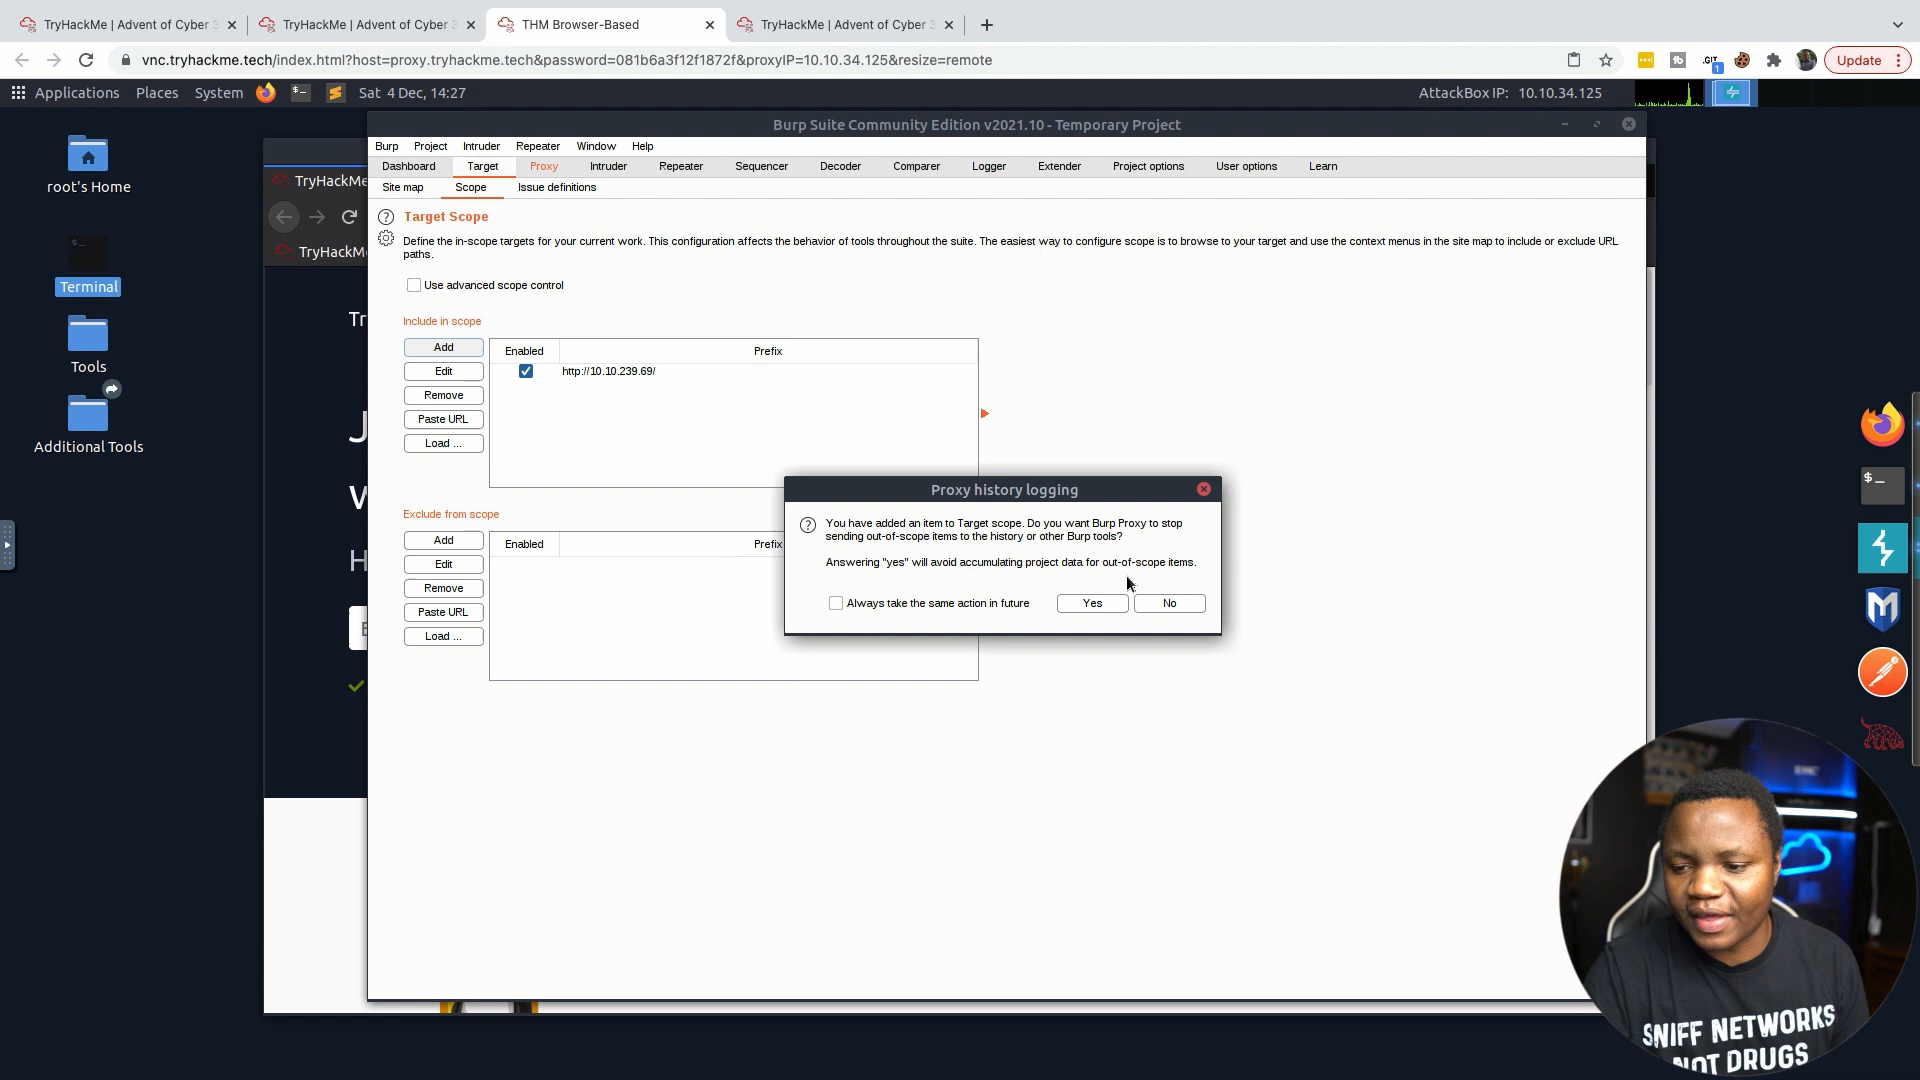 TryHackMe | Advent of Cyber 3
TryHackMe | Advent of Cyber 3
THM Browser-Based
TryHackMe | Advent of Cyber 3
vnc.tryhackme.tech/index.html?host=proxy.tryhackme.tech&password=081b6a3f12f1872f&proxyIP=10.10.34.125&resize=remote
.GIT
1
Update
Applications Places System
Sat 4 Dec, 14:27
AttackBox IP: 10.10.34.125
root's Home
Terminal
Tools
Additional Tools
TryHackMe
TryHackMe
Tr
J
W
H
Burp Suite Community Edition v2021.10 - Temporary Project
Burp Project Intruder Repeater Window Help
Dashboard Target Proxy Intruder Repeater Sequencer Decoder Comparer Logger Extender Project options User options Learn
Site map Scope Issue definitions
Target Scope
Define the in-scope targets for your current work. This configuration affects the behavior of tools throughout the suite. The easiest way to configure scope is to browse to your target and use the context menus in the site map to include or exclude URL
paths.
Use advanced scope control
Include in scope
Add
Edit
Remove
Paste URL
Load ...
Enabled Prefix
http://10.10.239.69/
Exclude from scope
Add
Edit
Remove
Paste URL
Load ...
Enabled Prefix
Proxy history logging
You have added an item to Target scope. Do you want Burp Proxy to stop
sending out-of-scope items to the history or other Burp tools?
Answering "yes" will avoid accumulating project data for out-of-scope items.
Always take the same action in future
Yes
No
SNIFF NETWORKS
NOT DRUGS